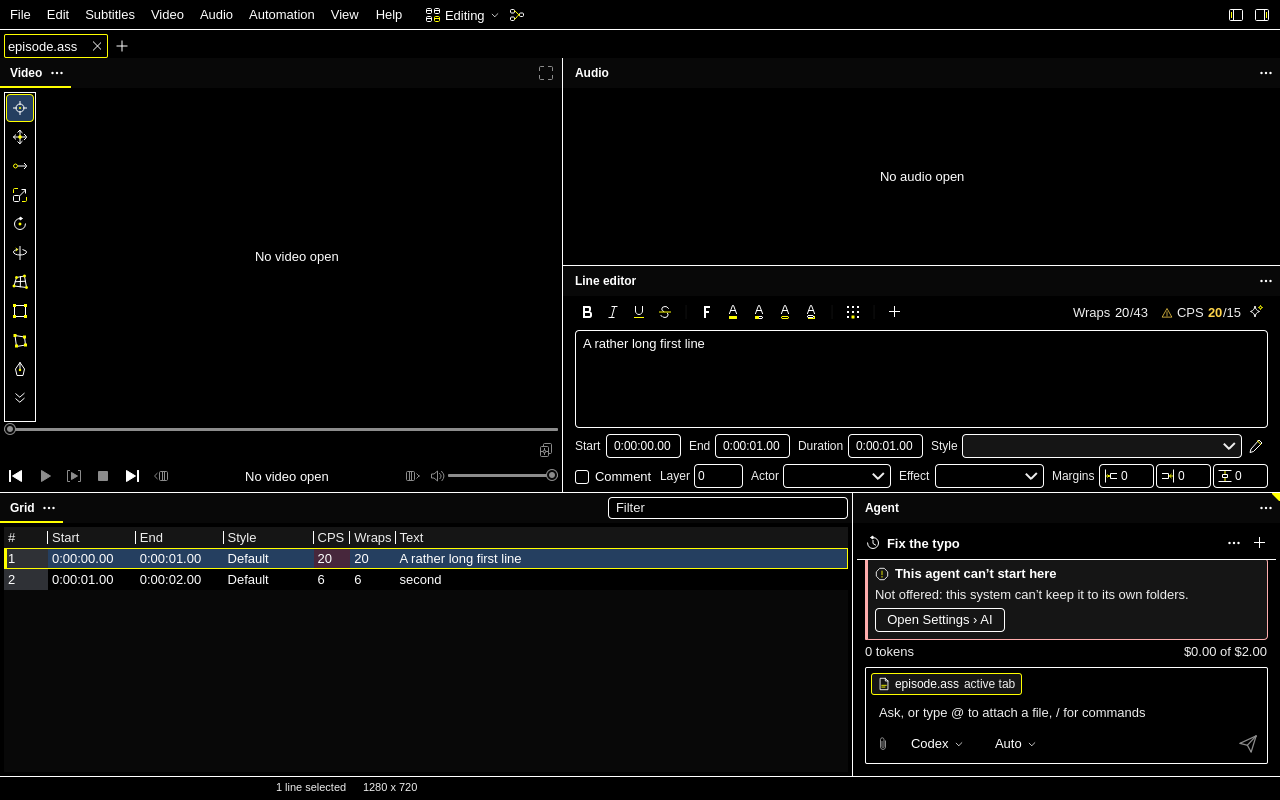 File Edit Subtitles Video Audio Automation View Help Editing
episode.ass
Video
Audio
No video open
No audio open
Line editor
Wraps 20/43 CPS 20/15
A rather long first line
Start 0:00:00.00 End 0:00:01.00 Duration 0:00:01.00 Style
Comment Layer 0 Actor Effect Margins 0 0 0
No video open
Grid
Filter
# Start End Style CPS Wraps Text
1 0:00:00.00 0:00:01.00 Default 20 20 A rather long first line
2 0:00:01.00 0:00:02.00 Default 6 6 second
Agent
Fix the typo
This agent can’t start here
Not offered: this system can’t keep it to its own folders.
Open Settings › AI
0 tokens $0.00 of $2.00
episode.ass active tab
Ask, or type @ to attach a file, / for commands
Codex Auto
1 line selected 1280 x 720